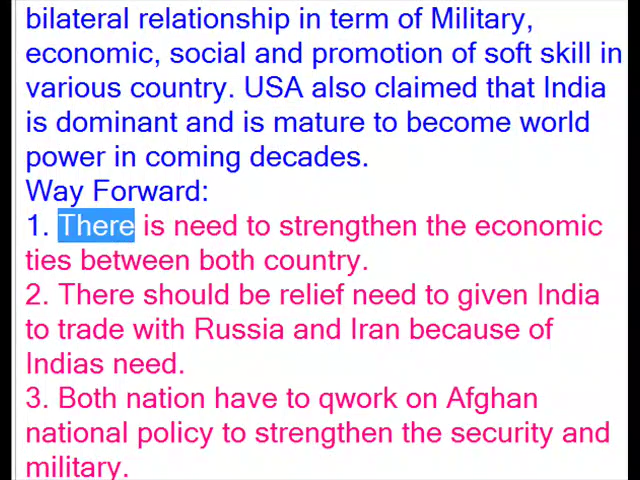 bilateral relationship in term of Military,
economic, social and promotion of soft skill in
various country. USA also claimed that India
is dominant and is mature to become world
power in coming decades.
Way Forward:
1. There is need to strengthen the economic
ties between both country.
2. There should be relief need to given India
to trade with Russia and Iran because of
Indias need.
3. Both nation have to qwork on Afghan
national policy to strengthen the security and
military.